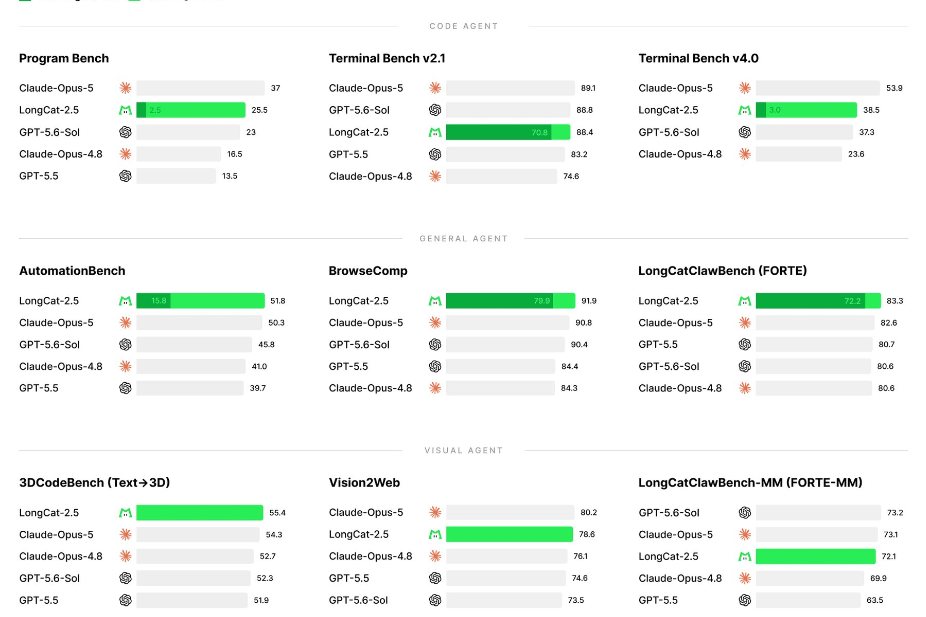 CODE AGENT
Program Bench
Claude-Opus-5 37
LongCat-2.5 2.5 25.5
GPT-5.6-Sol 23
Claude-Opus-4.8 16.5
GPT-5.5 13.5
Terminal Bench v2.1
Claude-Opus-5 89.1
GPT-5.6-Sol 88.8
LongCat-2.5 70.8 88.4
GPT-5.5 83.2
Claude-Opus-4.8 74.6
Terminal Bench v4.0
Claude-Opus-5 53.9
LongCat-2.5 3.0 38.5
GPT-5.6-Sol 37.3
Claude-Opus-4.8 23.6
GENERAL AGENT
AutomationBench
LongCat-2.5 15.8 51.8
Claude-Opus-5 50.3
GPT-5.6-Sol 45.8
Claude-Opus-4.8 41.0
GPT-5.5 39.7
BrowseComp
LongCat-2.5 79.9 91.9
Claude-Opus-5 90.8
GPT-5.6-Sol 90.4
GPT-5.5 84.4
Claude-Opus-4.8 84.3
LongCatClawBench (FORTE)
LongCat-2.5 72.2 83.3
Claude-Opus-5 82.6
GPT-5.5 80.7
GPT-5.6-Sol 80.6
Claude-Opus-4.8 80.6
VISUAL AGENT
3DCodeBench (Text→3D)
LongCat-2.5 55.4
Claude-Opus-5 54.3
Claude-Opus-4.8 52.7
GPT-5.6-Sol 52.3
GPT-5.5 51.9
Vision2Web
Claude-Opus-5 80.2
LongCat-2.5 78.6
Claude-Opus-4.8 76.1
GPT-5.5 74.6
GPT-5.6-Sol 73.5
LongCatClawBench-MM (FORTE-MM)
GPT-5.6-Sol 73.2
Claude-Opus-5 73.1
LongCat-2.5 72.1
Claude-Opus-4.8 69.9
GPT-5.5 63.5